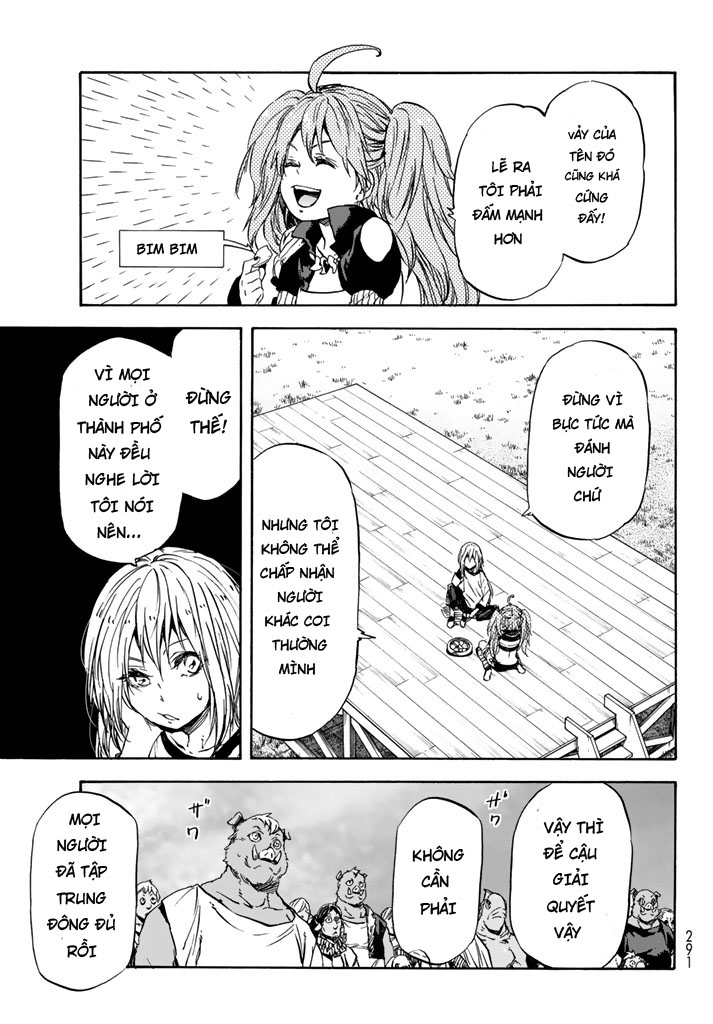 VẢY CỦA
TÊN ĐÓ
CŨNG KHÁ
CỨNG
ĐẤY!
LẼ RA
TÔI PHẢI
ĐẤM MẠNH
HƠN
BIM BIM
ĐỪNG VÌ
BỰC TỨC MÀ
ĐÁNH
NGƯỜI
CHỨ
NHƯNG TÔI
KHÔNG THỂ
CHẤP NHẬN
NGƯỜI
KHÁC COI
THƯỜNG
MÌNH
ĐỪNG
THẾ!
VÌ MỌI
NGƯỜI Ở
THÀNH PHỐ
NÀY ĐỀU
NGHE LỜI
TÔI NÓI
NÊN...
VẬY THÌ
ĐỂ CẬU
GIẢI
QUYẾT
VẬY
ザワ
KHÔNG
CẦN
PHẢI
ザワ
MỌI
NGƯỜI
ĐÃ TẬP
TRUNG
ĐÔNG ĐỦ
RỒI
291